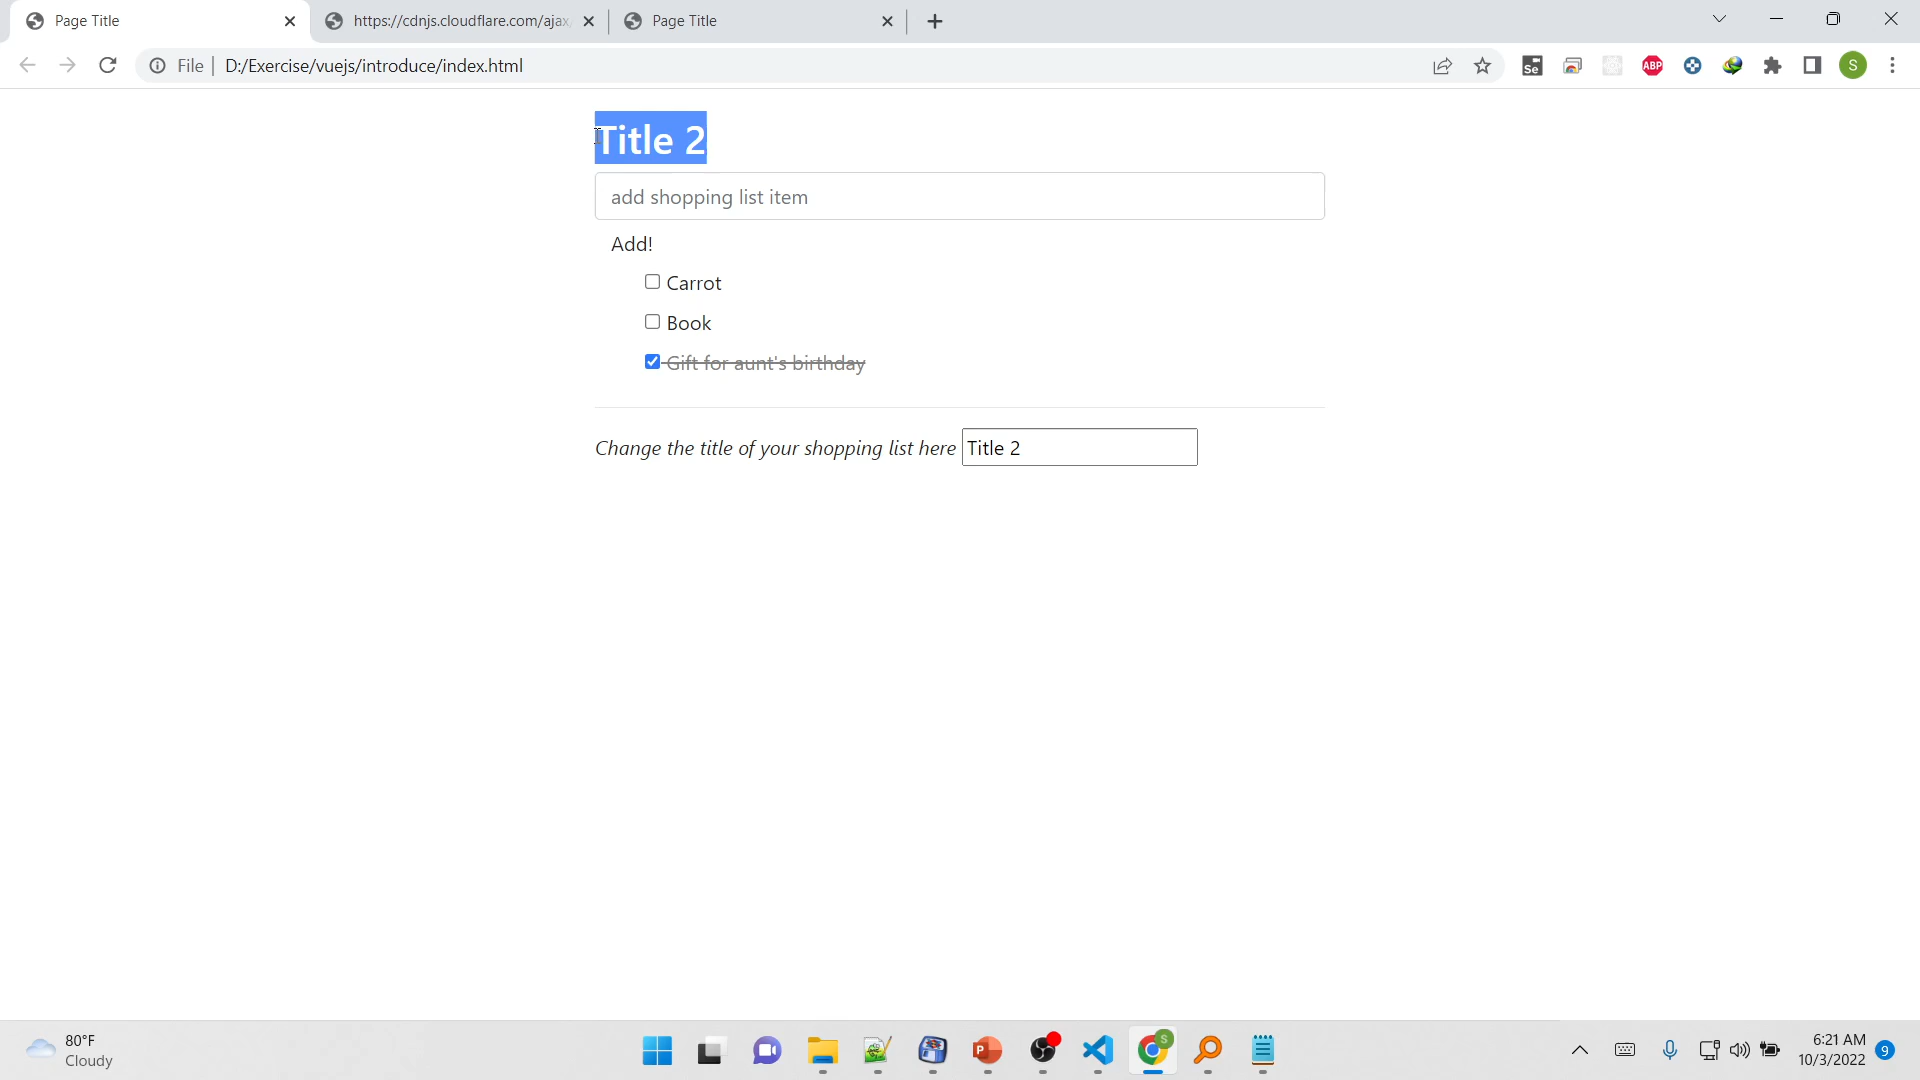 Page Title
https://cdnjs.cloudflare.com/ajax
Page Title
File | D:/Exercise/vuejs/introduce/index.html
Se
ABP
S
Title 2
add shopping list item
Add!
Carrot
Book
Gift for aunt's birthday
Change the title of your shopping list here Title 2
80°F
Cloudy
P
S
6:21 AM
10/3/2022
9